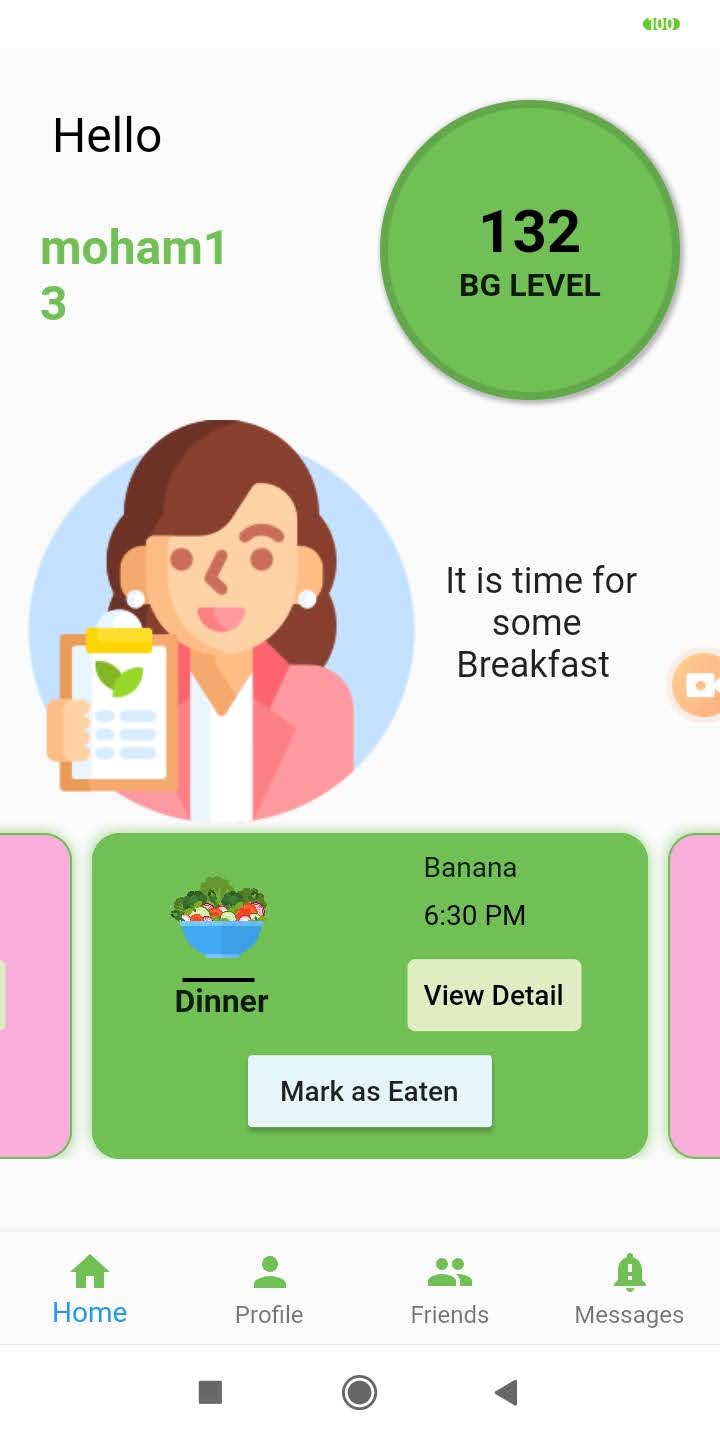 100
Hello
moham1
3
132
BG LEVEL
It is time for
some
Breakfast
Banana
6:30 PM
Dinner
View Detail
Mark as Eaten
Home
Profile
Friends
Messages